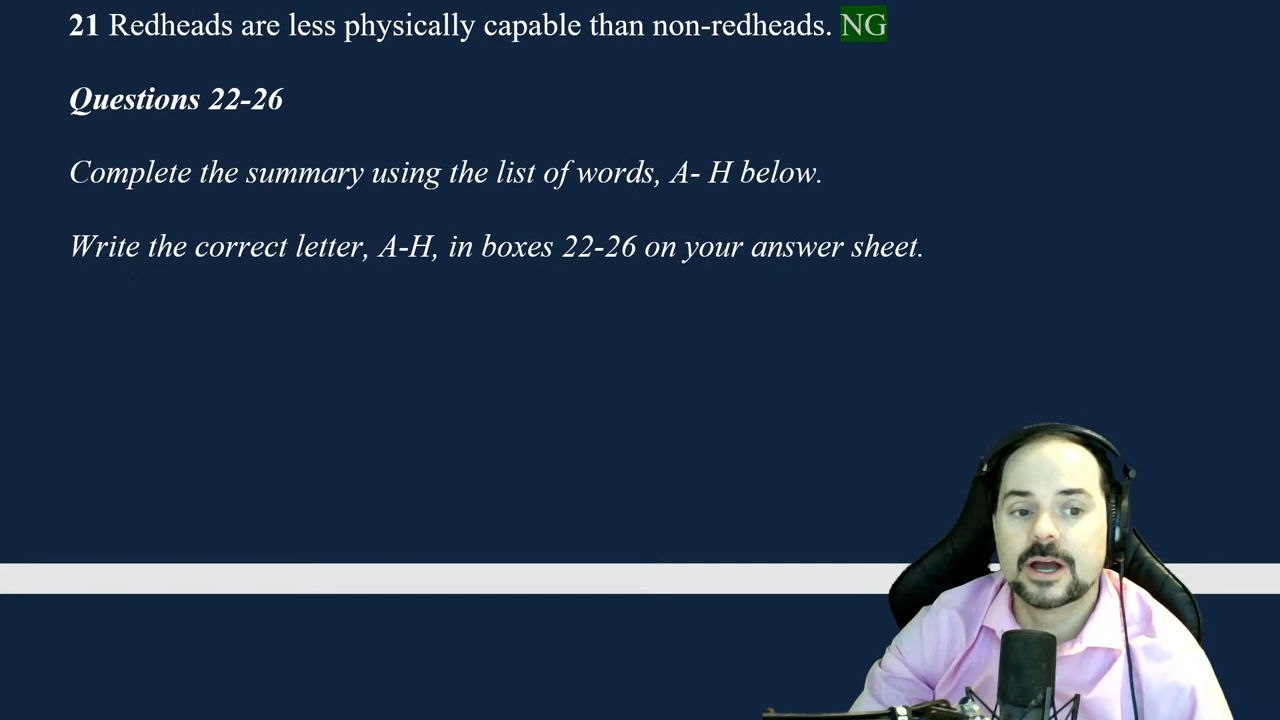 21 Redheads are less physically capable than non-redheads. NG
Questions 22-26
Complete the summary using the list of words, A- H below.
Write the correct letter, A-H, in boxes 22-26 on your answer sheet.